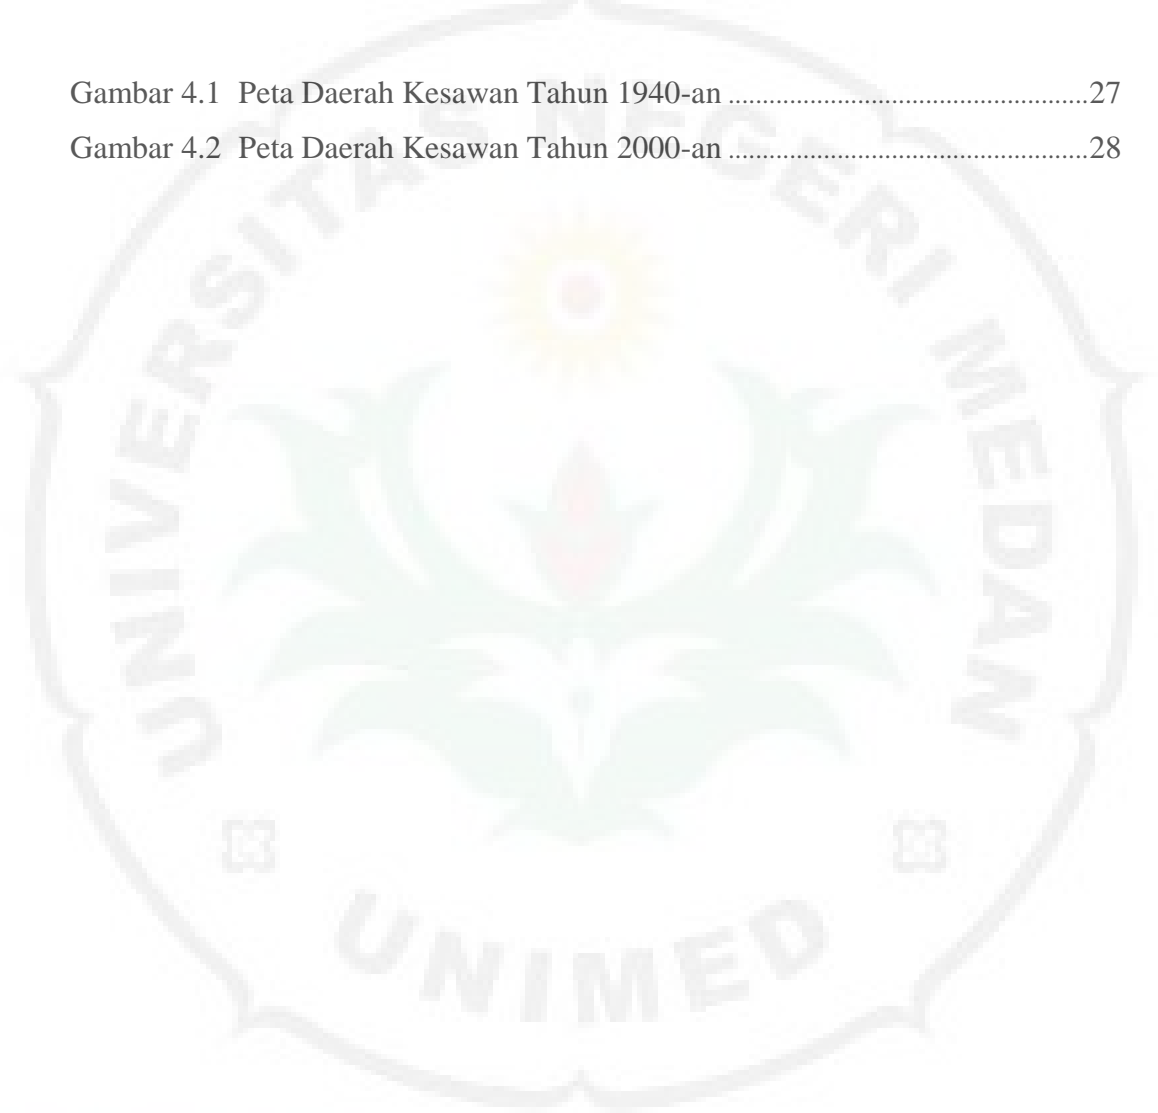 Gambar 4.1 Peta Daerah Kesawan Tahun 1940-an .....................................................27
Gambar 4.2 Peta Daerah Kesawan Tahun 2000-an .....................................................28
UNIVERSITAS NEGERI MEDAN
UNIMED